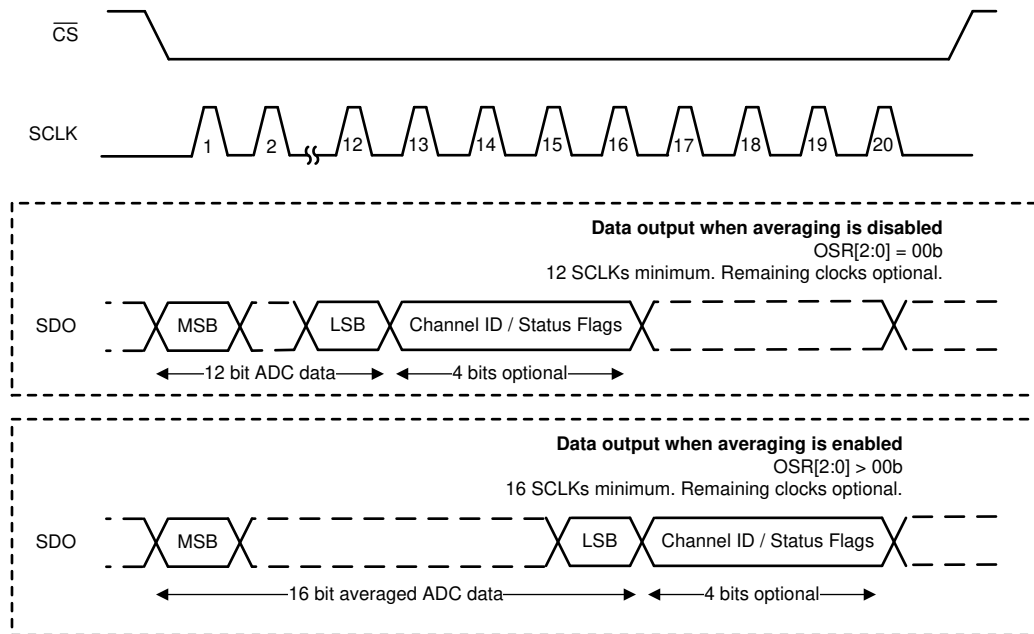 CS
SCLK
1 2 12 13 14 15 16 17 18 19 20
Data output when averaging is disabled
OSR[2:0] = 00b
12 SCLKs minimum. Remaining clocks optional.
SDO MSB LSB Channel ID / Status Flags
12 bit ADC data 4 bits optional
Data output when averaging is enabled
OSR[2:0] > 00b
16 SCLKs minimum. Remaining clocks optional.
SDO MSB LSB Channel ID / Status Flags
16 bit averaged ADC data 4 bits optional